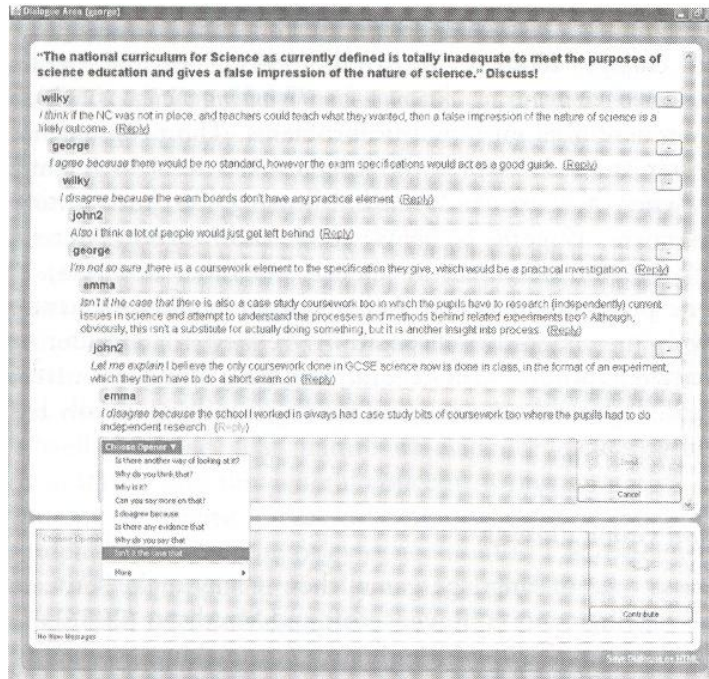 Dialogue Area [george]
"The national curriculum for Science as currently defined is totally inadequate to meet the purposes of
science education and gives a false impression of the nature of science." Discuss!
wilky
I think if the NC was not in place, and teachers could teach what they wanted, then a false impression of the nature of science is a
likely outcome. (Reply)
george
I agree because there would be no standard, however the exam specifications would act as a good guide. (Reply)
wilky
I disagree because the exam boards don't have any practical element (Reply)
john2
Also i think a lot of people would just get left behind (Reply)
george
I'm not so sure ,there is a coursework element to the specification they give, which would be a practical investigation. (Reply)
emma
Isn't it the case that there is also a case study coursework too in which the pupils have to research (independently) current
issues in science and attempt to understand the processes and methods behind related experiments too? Although,
obviously, this isn't a substitute for actually doing something, but it is another insight into process. (Reply)
john2
Let me explain I believe the only coursework done in GCSE science now is done in class, in the format of an experiment,
which they then have to do a short exam on (Reply)
emma
I disagree because the school I worked in always had case study bits of coursework too where the pupils had to do
independent research (Reply)
Choose Opener ▼
Is there another way of looking at it?
Why do you think that?
Why is it?
Can you say more on that?
I disagree because
Is there any evidence that
Why do you say that
Isn't it the case that
More
Cancel
Choose Opener
Contribute
No New Messages
Save Dialogue as HTML